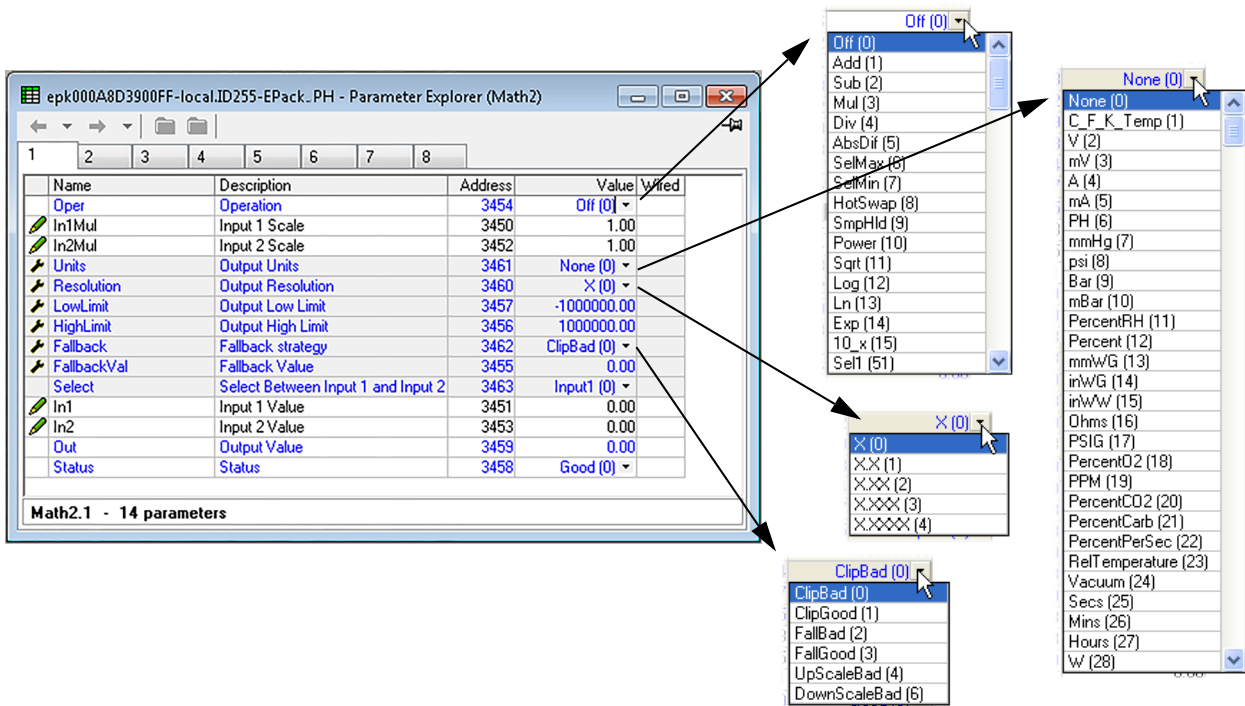 epk000A8D3900FF-local.ID255-EPack_PH - Parameter Explorer (Math2)
1 2 3 4 5 6 7 8
Name Description Address Value Wired
Oper Operation 3454 Off (0)
In1Mul Input 1 Scale 3450 1.00
In2Mul Input 2 Scale 3452 1.00
Units Output Units 3461 None (0)
Resolution Output Resolution 3460 X (0)
LowLimit Output Low Limit 3457 -1000000.00
HighLimit Output High Limit 3456 1000000.00
Fallback Fallback strategy 3462 ClipBad (0)
FallbackVal Fallback Value 3455 0.00
Select Select Between Input 1 and Input 2 3463 Input1 (0)
In1 Input 1 Value 3451 0.00
In2 Input 2 Value 3453 0.00
Out Output Value 3459 0.00
Status Status 3458 Good (0)
Math2.1 - 14 parameters
Off (0)
Off (0)
Add (1)
Sub (2)
Mul (3)
Div (4)
AbsDif (5)
SelMax (6)
SelMin (7)
HotSwap (8)
SmpHld (9)
Power (10)
Sqrt (11)
Log (12)
Ln (13)
Exp (14)
10_x (15)
Sel1 (51)
X (0)
X (0)
X.X (1)
X.XX (2)
X.XXX (3)
X.XXXX (4)
ClipBad (0)
ClipBad (0)
ClipGood (1)
FallBad (2)
FallGood (3)
UpScaleBad (4)
DownScaleBad (6)
None (0)
None (0)
C_F_K_Temp (1)
V (2)
mV (3)
A (4)
mA (5)
PH (6)
mmHg (7)
psi (8)
Bar (9)
mBar (10)
PercentRH (11)
Percent (12)
mmWG (13)
inWG (14)
inWW (15)
Ohms (16)
PSIG (17)
PercentO2 (18)
PPM (19)
PercentCO2 (20)
PercentCarb (21)
PercentPerSec (22)
RelTemperature (23)
Vacuum (24)
Secs (25)
Mins (26)
Hours (27)
W (28)